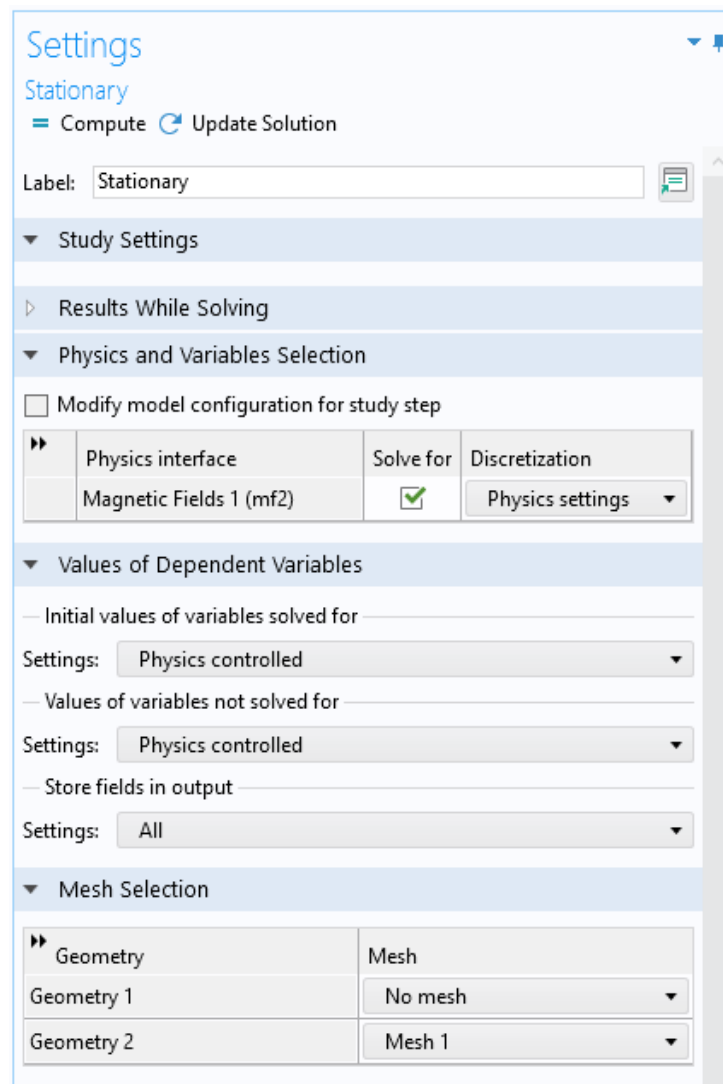 Settings
Stationary
= Compute Update Solution
Label: Stationary
Study Settings
Results While Solving
Physics and Variables Selection
Modify model configuration for study step
Physics interface Solve for Discretization
Magnetic Fields 1 (mf2) Physics settings
Values of Dependent Variables
Initial values of variables solved for
Settings: Physics controlled
Values of variables not solved for
Settings: Physics controlled
Store fields in output
Settings: All
Mesh Selection
Geometry Mesh
Geometry 1 No mesh
Geometry 2 Mesh 1